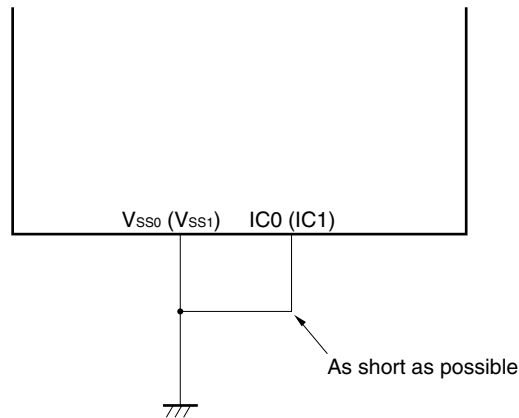 VSS0 (VSS1) IC0 (IC1)
As short as possible